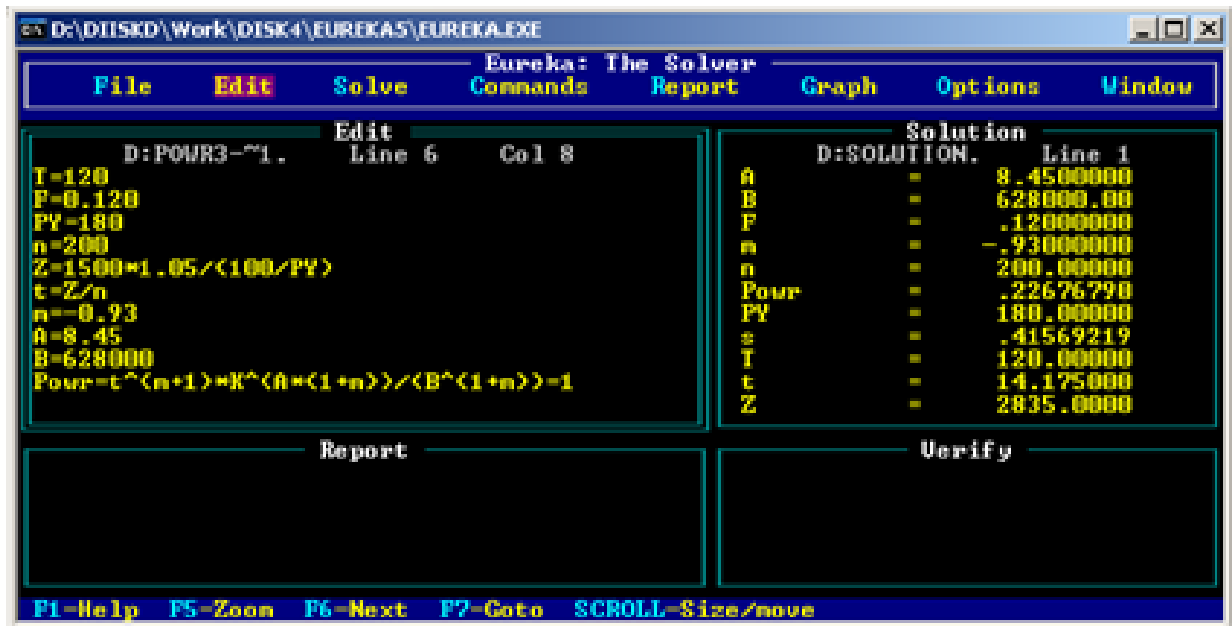 D:\DIISKD\Work\DISK4\EUREKA5\EUREKA.EXE
Eureka: The Solver
File Edit Solve Commands Report Graph Options Window
Edit
D:POWR3-~1. Line 6 Col 8
T=120
F=0.120
PY=180
n=200
Z=1500*1.05/(100/PY)
t=Z/n
m=-0.93
A=8.45
B=628000
Powr=t^(m+1)*K^(A*(1+m))/(B^(1+m))-1
Solution
D:SOLUTION. Line 1
A = 8.4500000
B = 628000.00
F = .12000000
m = -.93000000
n = 200.00000
Powr = .22676790
PY = 180.00000
s = .41569219
T = 120.00000
t = 14.175000
Z = 2835.0000
Report
Verify
F1-Help F5-Zoom F6-Next F7-Goto SCROLL-Size/move